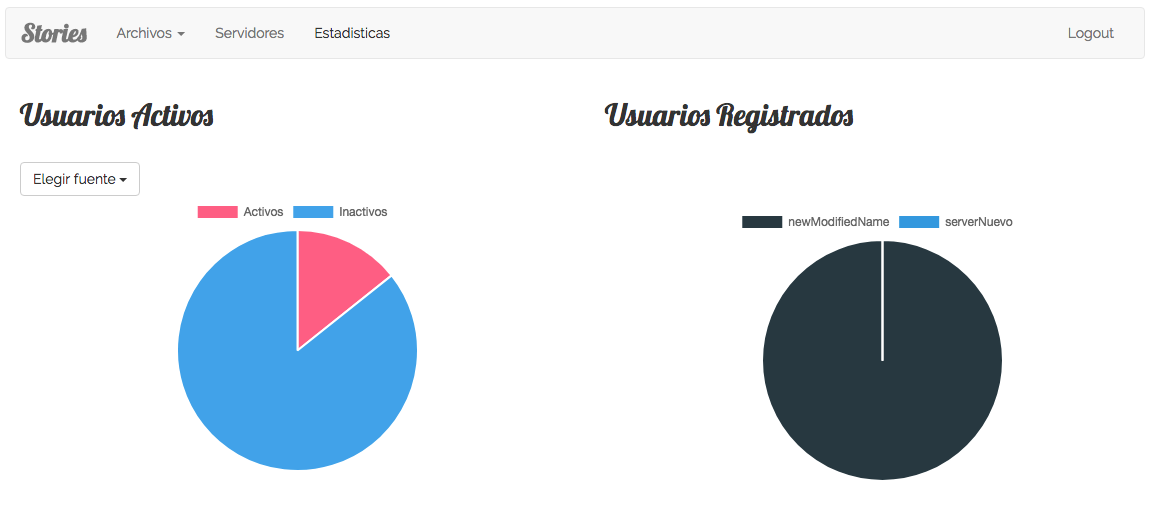 Stories Archivos Servidores Estadisticas Logout
Usuarios Activos
Elegir fuente
Activos Inactivos
Usuarios Registrados
newModifiedName serverNuevo